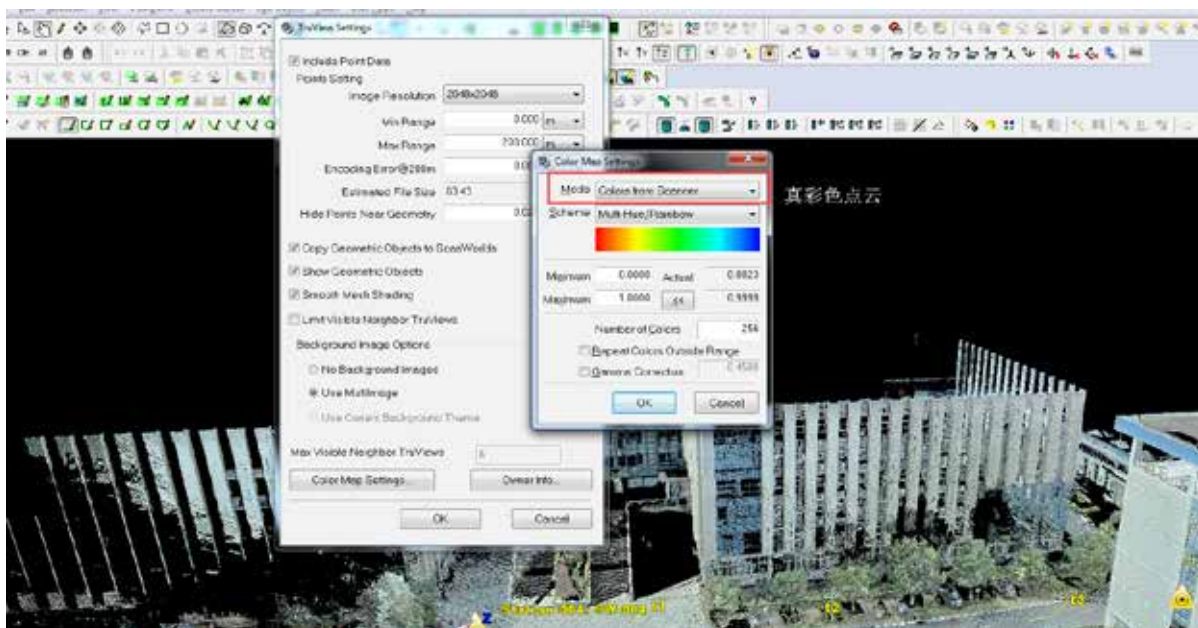 TruView Settings
Include Point Data
Points Setting
Image Resolution 2048x2048
Min Range 0.000 m
Max Range 200.000 m
Encoding Error@200m
Estimated File Size
Hide Points Near Geometry
Copy Geometric Objects to ScanWorlds
Show Geometric Objects
Smooth Mesh Shading
Limit Visible Neighbor TruViews
Background Image Options
No Background Images
Use MultiImage
Use Current Background Theme
Max Visible Neighbor TruViews
Color Map Settings... Owner Info...
OK Cancel
Color Map Settings
Mode Colors from Scanner
Scheme Multi-Hue/Rainbow
Minimum 0.0000 Actual 0.0023
Maximum 1.0000 << 0.9999
Number of Colors 256
Repeat Colors Outside Range
Gamma Correction
OK Cancel
真彩色点云
Z